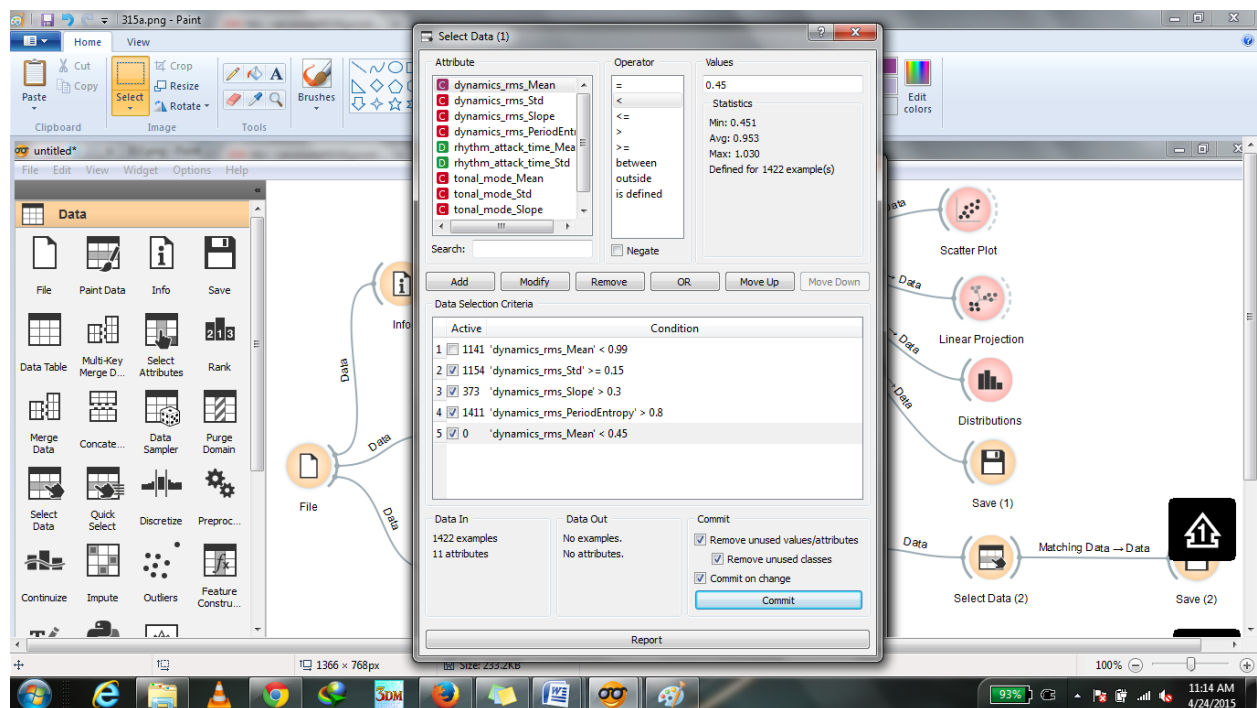 315a.png - Paint
Home View
Cut
Copy
Paste
Clipboard
Select
Crop
Resize
Rotate
Image
A
Tools
Brushes
Edit
colors
untitled*
File Edit View Widget Options Help
Data
File Paint Data Info Save
Data Table Multi-Key Merge D... Select Attributes Rank
Merge Data Concate... Data Sampler Purge Domain
Select Data Quick Select Discretize Preproc...
Continuize Impute Outliers Feature Constru...
File
Info
Data
Data
Data
Select Data (1)
Attribute
dynamics_rms_Mean
dynamics_rms_Std
dynamics_rms_Slope
dynamics_rms_PeriodEntr
rhythm_attack_time_Mea
rhythm_attack_time_Std
tonal_mode_Mean
tonal_mode_Std
tonal_mode_Slope
Search:
Operator
=
<
<=
>
>=
between
outside
is defined
Negate
Values
0.45
Statistics
Min: 0.451
Avg: 0.953
Max: 1.030
Defined for 1422 example(s)
Add Modify Remove OR Move Up Move Down
Data Selection Criteria
Active Condition
1 1141 'dynamics_rms_Mean' < 0.99
2 1154 'dynamics_rms_Std' >= 0.15
3 373 'dynamics_rms_Slope' > 0.3
4 1411 'dynamics_rms_PeriodEntropy' > 0.8
5 0 'dynamics_rms_Mean' < 0.45
Data In
1422 examples
11 attributes
Data Out
No examples.
No attributes.
Commit
Remove unused values/attributes
Remove unused classes
Commit on change
Commit
Report
Data
Scatter Plot
Data
Linear Projection
Data
Distributions
Data
Save (1)
Data
Select Data (2)
Matching Data → Data
Save (2)
1366 × 768px
Size: 233.2KB
100%
93%
11:14 AM
4/24/2015